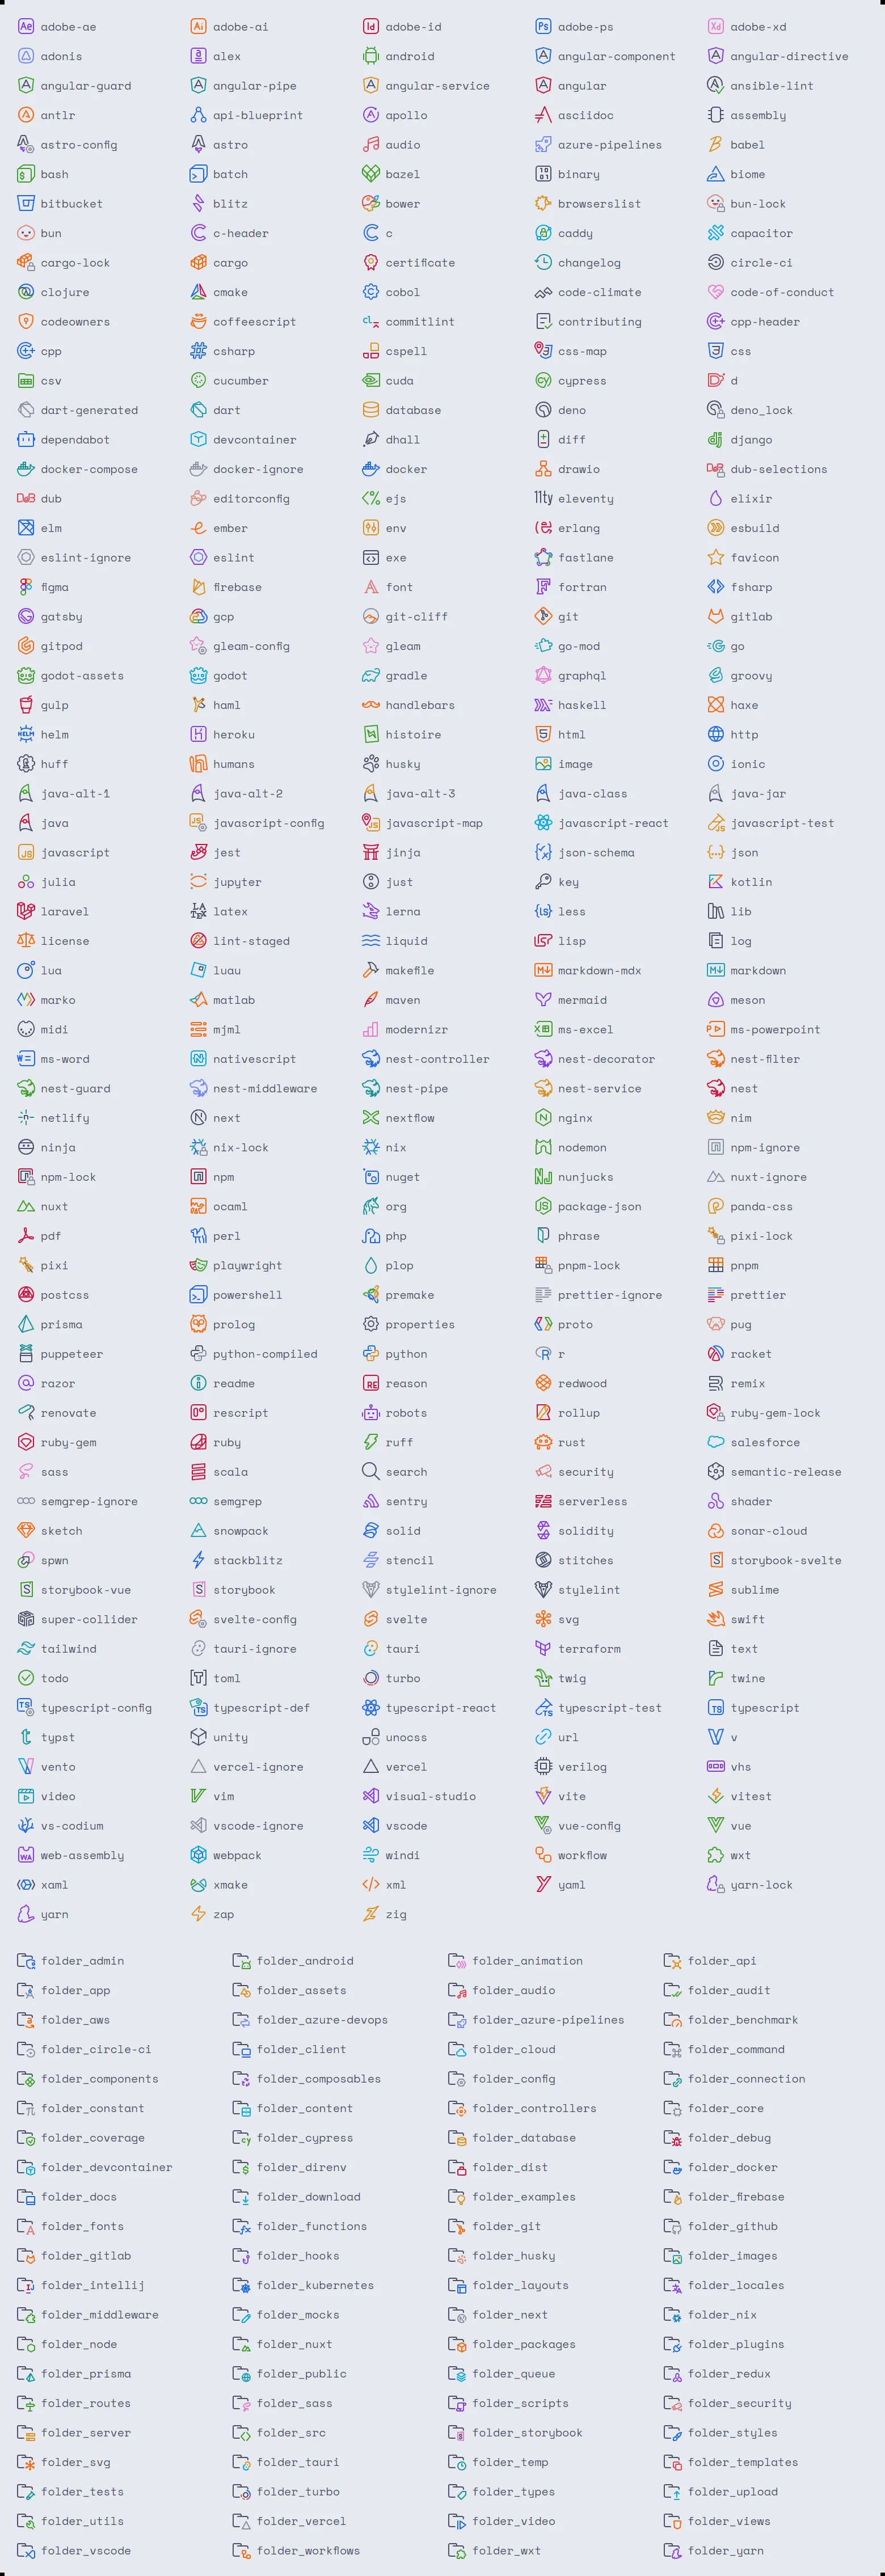 adobe-ae adobe-ai adobe-id adobe-ps adobe-xd
adonis alex android angular-component angular-directive
angular-guard angular-pipe angular-service angular ansible-lint
antlr api-blueprint apollo asciidoc assembly
astro-config astro audio azure-pipelines babel
bash batch bazel binary biome
bitbucket blitz bower browserslist bun-lock
bun c-header c caddy capacitor
cargo-lock cargo certificate changelog circle-ci
clojure cmake cobol code-climate code-of-conduct
codeowners coffeescript commitlint contributing cpp-header
cpp csharp cspell css-map css
csv cucumber cuda cypress d
dart-generated dart database deno deno_lock
dependabot devcontainer dhall diff django
docker-compose docker-ignore docker drawio dub-selections
dub editorconfig ejs eleventy elixir
elm ember env erlang esbuild
eslint-ignore eslint exe fastlane favicon
figma firebase font fortran fsharp
gatsby gcp git-cliff git gitlab
gitpod gleam-config gleam go-mod go
godot-assets godot gradle graphql groovy
gulp haml handlebars haskell haxe
helm heroku histoire html http
huff humans husky image ionic
java-alt-1 java-alt-2 java-alt-3 java-class java-jar
java javascript-config javascript-map javascript-react javascript-test
javascript jest jinja json-schema json
julia jupyter just key kotlin
laravel latex lerna less lib
license lint-staged liquid lisp log
lua luau makefile markdown-mdx markdown
marko matlab maven mermaid meson
midi mjml modernizr ms-excel ms-powerpoint
ms-word nativescript nest-controller nest-decorator nest-filter
nest-guard nest-middleware nest-pipe nest-service nest
netlify next nextflow nginx nim
ninja nix-lock nix nodemon npm-ignore
npm-lock npm nuget nunjucks nuxt-ignore
nuxt ocaml org package-json panda-css
pdf perl php phrase pixi-lock
pixi playwright plop pnpm-lock pnpm
postcss powershell premake prettier-ignore prettier
prisma prolog properties proto pug
puppeteer python-compiled python r racket
razor readme reason redwood remix
renovate rescript robots rollup ruby-gem-lock
ruby-gem ruby ruff rust salesforce
sass scala search security semantic-release
semgrep-ignore semgrep sentry serverless shader
sketch snowpack solid solidity sonar-cloud
spwn stackblitz stencil stitches storybook-svelte
storybook-vue storybook stylelint-ignore stylelint sublime
super-collider svelte-config svelte svg swift
tailwind tauri-ignore tauri terraform text
todo toml turbo twig twine
typescript-config typescript-def typescript-react typescript-test typescript
typst unity unocss url v
vento vercel-ignore vercel verilog vhs
video vim visual-studio vite vitest
vs-codium vscode-ignore vscode vue-config vue
web-assembly webpack windi workflow wxt
xaml xmake xml yaml yarn-lock
yarn zap zig
folder_admin folder_android folder_animation folder_api
folder_app folder_assets folder_audio folder_audit
folder_aws folder_azure-devops folder_azure-pipelines folder_benchmark
folder_circle-ci folder_client folder_cloud folder_command
folder_components folder_composables folder_config folder_connection
folder_constant folder_content folder_controllers folder_core
folder_coverage folder_cypress folder_database folder_debug
folder_devcontainer folder_direnv folder_dist folder_docker
folder_docs folder_download folder_examples folder_firebase
folder_fonts folder_functions folder_git folder_github
folder_gitlab folder_hooks folder_husky folder_images
folder_intellij folder_kubernetes folder_layouts folder_locales
folder_middleware folder_mocks folder_next folder_nix
folder_node folder_nuxt folder_packages folder_plugins
folder_prisma folder_public folder_queue folder_redux
folder_routes folder_sass folder_scripts folder_security
folder_server folder_src folder_storybook folder_styles
folder_svg folder_tauri folder_temp folder_templates
folder_tests folder_turbo folder_types folder_upload
folder_utils folder_vercel folder_video folder_views
folder_vscode folder_workflows folder_wxt folder_yarn